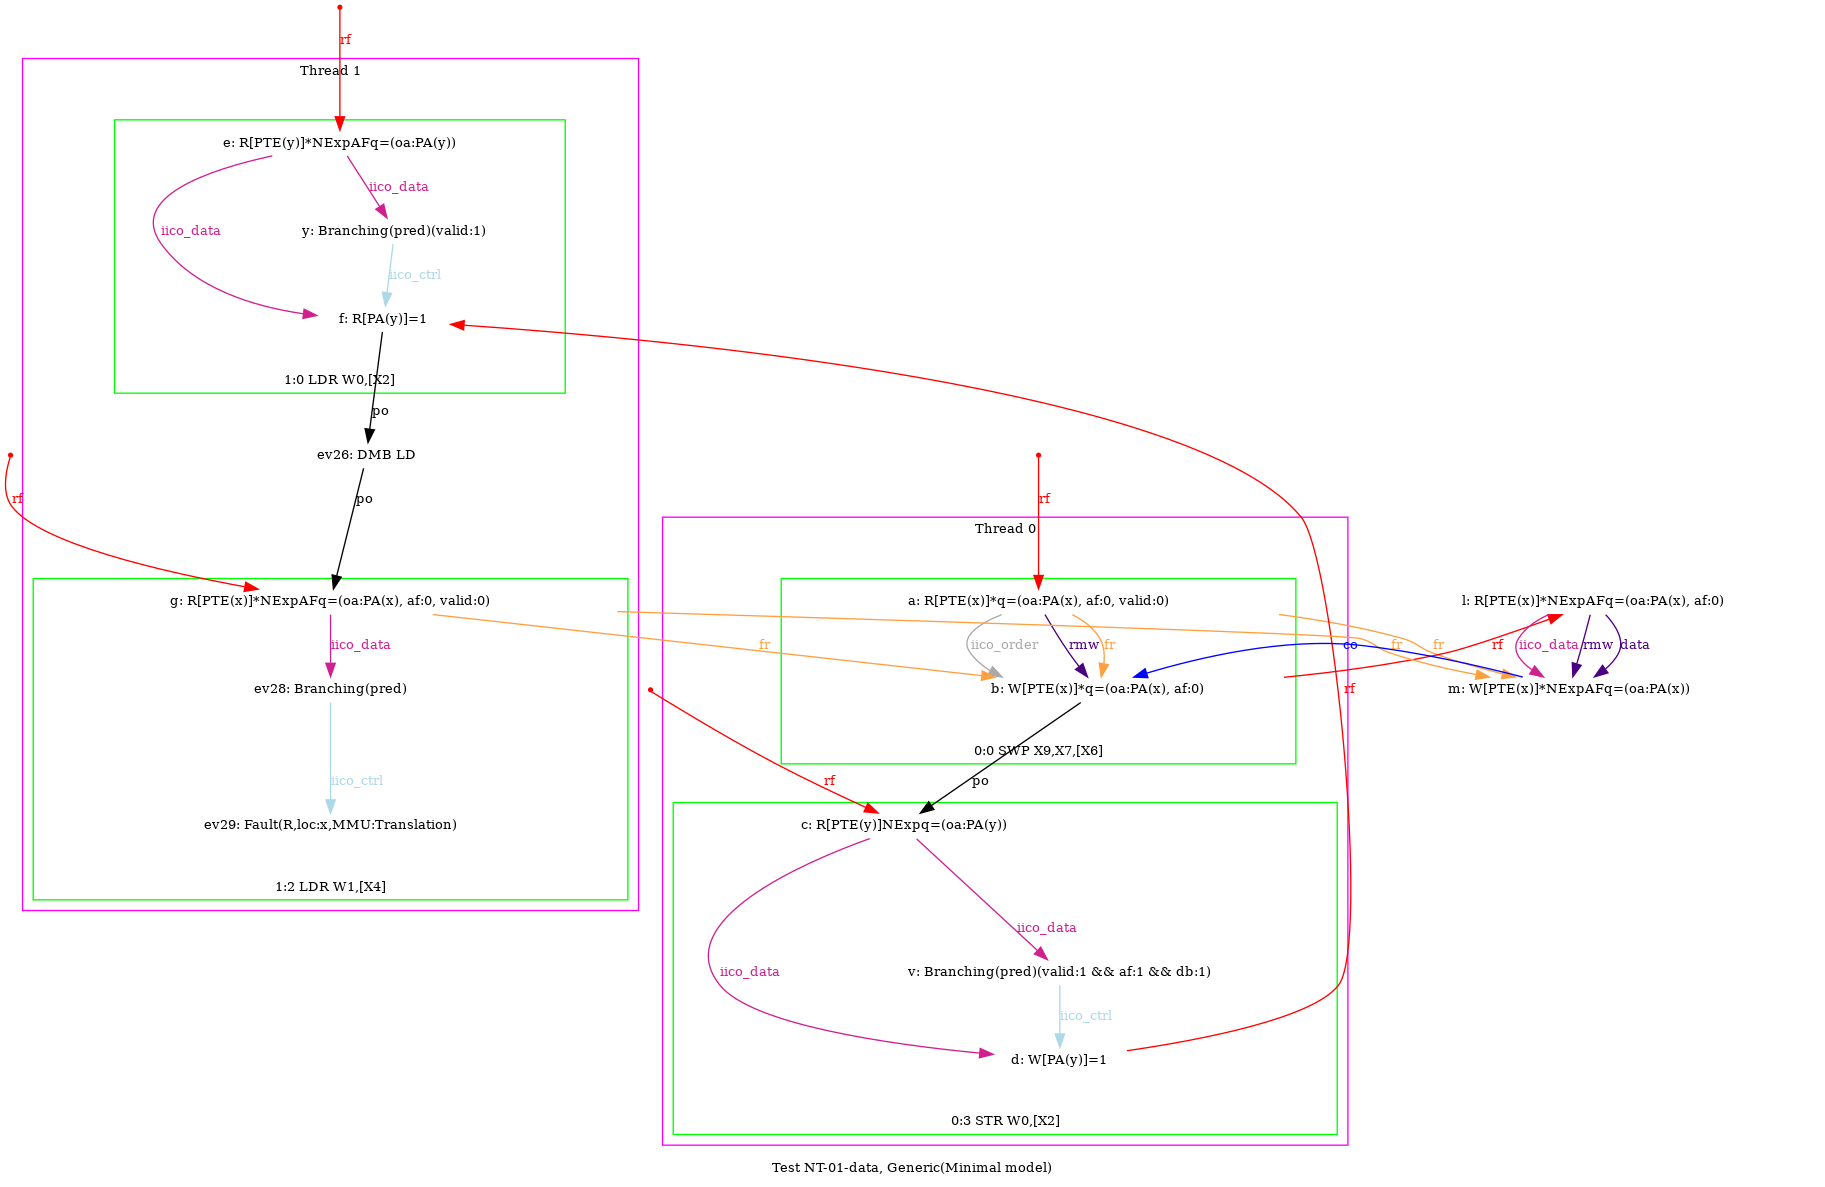 rf
Thread 1
e: R[PTE(y)]*NExpAFq=(oa:PA(y))
iico_data
iico_data
y: Branching(pred)(valid:1)
iico_ctrl
f: R[PA(y)]=1
1:0 LDR W0,[X2]
po
ev26: DMB LD
rf
po
g: R[PTE(x)]*NExpAFq=(oa:PA(x), af:0, valid:0)
iico_data
fr
ev28: Branching(pred)
iico_ctrl
ev29: Fault(R,loc:x,MMU:Translation)
1:2 LDR W1,[X4]
rf
Thread 0
a: R[PTE(x)]*q=(oa:PA(x), af:0, valid:0)
iico_order
rmw
fr
b: W[PTE(x)]*q=(oa:PA(x), af:0)
0:0 SWP X9,X7,[X6]
rf
po
c: R[PTE(y)]NExpq=(oa:PA(y))
iico_data
iico_data
v: Branching(pred)(valid:1 && af:1 && db:1)
iico_ctrl
d: W[PA(y)]=1
0:3 STR W0,[X2]
co
rf
fr
fr
rf
l: R[PTE(x)]*NExpAFq=(oa:PA(x), af:0)
iico_data
rmw
data
m: W[PTE(x)]*NExpAFq=(oa:PA(x))
Test NT-01-data, Generic(Minimal model)